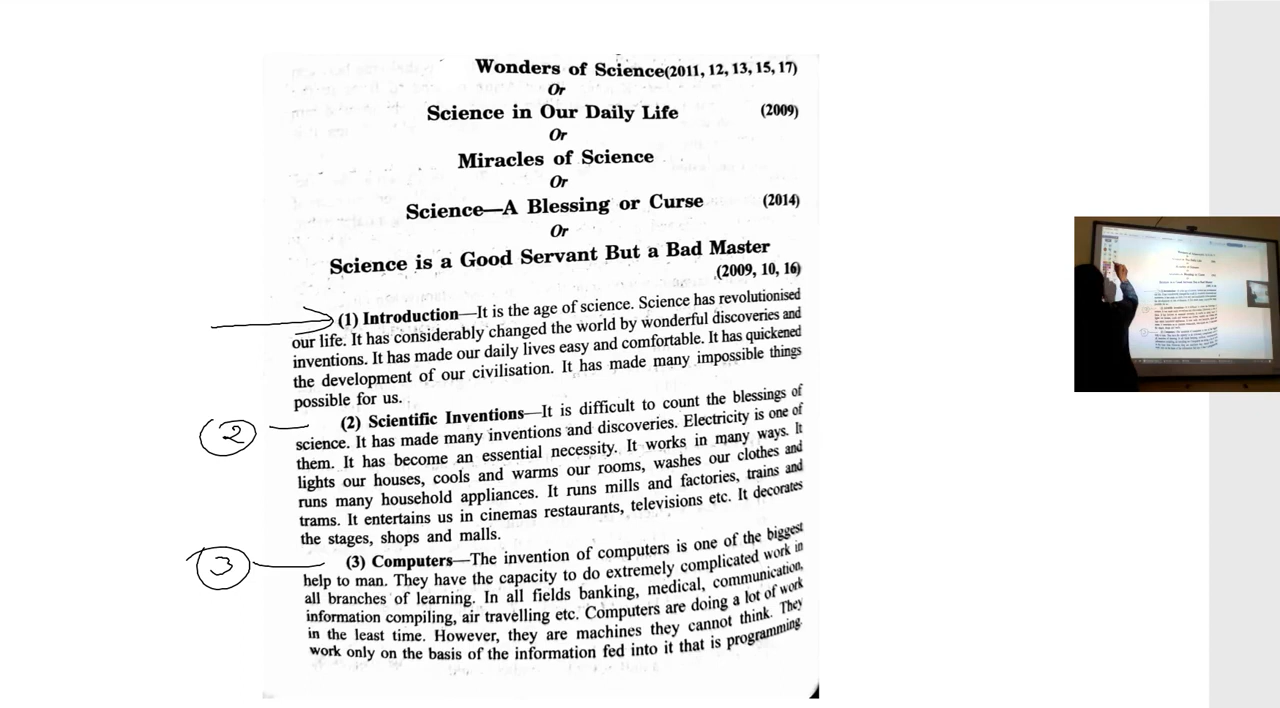 Wonders of Science(2011, 12, 13, 15, 17)
Or
Science in Our Daily Life (2009)
Or
Miracles of Science
Or
Science—A Blessing or Curse (2014)
Or
Science is a Good Servant But a Bad Master
(2009, 10, 16)
(1) Introduction—It is the age of science. Science has revolutionised
our life. It has considerably changed the world by wonderful discoveries and
inventions. It has made our daily lives easy and comfortable. It has quickened
the development of our civilisation. It has made many impossible things
possible for us.
2
(2) Scientific Inventions—It is difficult to count the blessings of
science. It has made many inventions and discoveries. Electricity is one of
them. It has become an essential necessity. It works in many ways. It
lights our houses, cools and warms our rooms, washes our clothes and
runs many household appliances. It runs mills and factories, trains and
trams. It entertains us in cinemas restaurants, televisions etc. It decorates
the stages, shops and malls.
3
(3) Computers—The invention of computers is one of the biggest
help to man. They have the capacity to do extremely complicated work in
all branches of learning. In all fields banking, medical, communication,
information compiling, air travelling etc. Computers are doing a lot of work
in the least time. However, they are machines they cannot think. They
work only on the basis of the information fed into it that is programming.